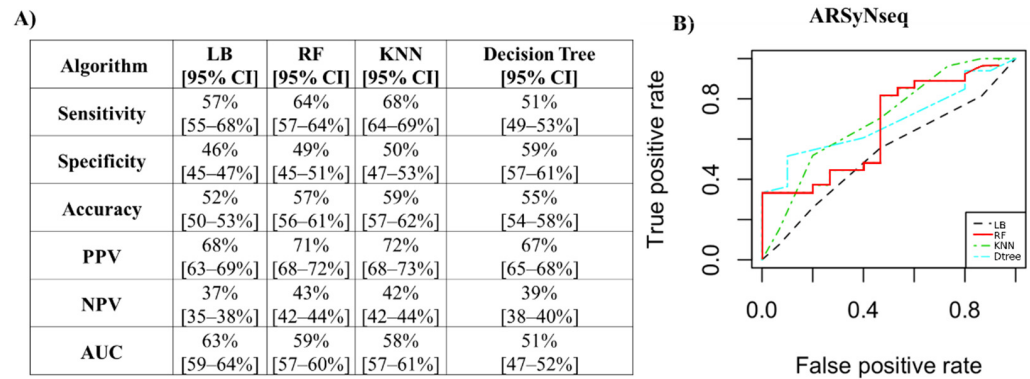 A)
Algorithm LB [95% CI] RF [95% CI] KNN [95% CI] Decision Tree [95% CI]
Sensitivity 57% [55–68%] 64% [57–64%] 68% [64–69%] 51% [49–53%]
Specificity 46% [45–47%] 49% [45–51%] 50% [47–53%] 59% [57–61%]
Accuracy 52% [50–53%] 57% [56–61%] 59% [57–62%] 55% [54–58%]
PPV 68% [63–69%] 71% [68–72%] 72% [68–73%] 67% [65–68%]
NPV 37% [35–38%] 43% [42–44%] 42% [42–44%] 39% [38–40%]
AUC 63% [59–64%] 59% [57–60%] 58% [57–61%] 51% [47–52%]
B)
ARSyNseq
True positive rate
0.8
0.4
0.0
LB
RF
KNN
Dtree
0.0 0.4 0.8
False positive rate